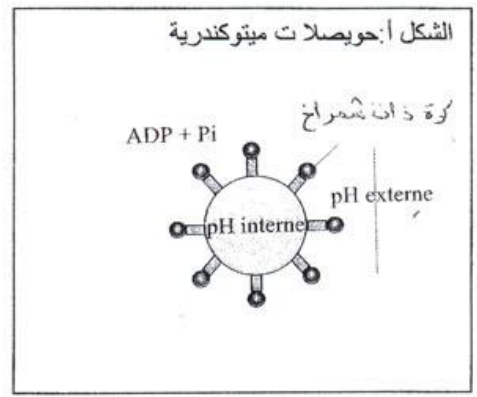 الشكل أ:حويصلا ت ميتوكندرية
كرة ذات شمراخ
ADP + Pi
pH externe
pH interne